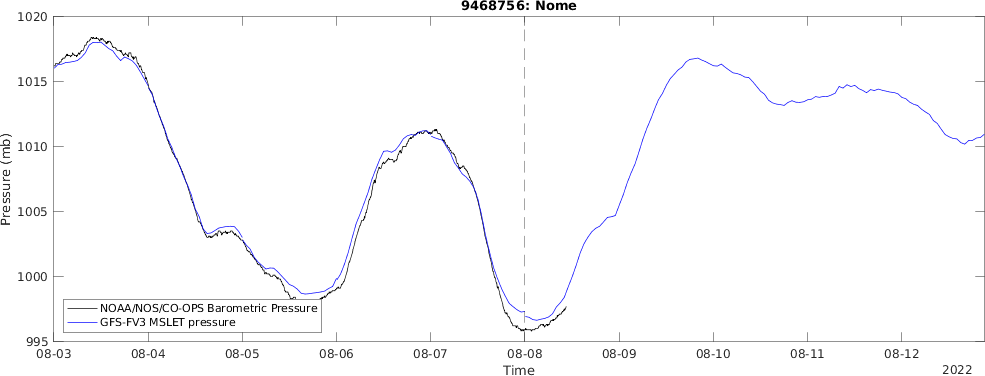 9468756: Nome
1020
1015
1010
1005
1000
995
Pressure (mb)
NOAA/NOS/CO-OPS Barometric Pressure
GFS-FV3 MSLET pressure
08-03 08-04 08-05 08-06 08-07 08-08 08-09 08-10 08-11 08-12
Time
2022